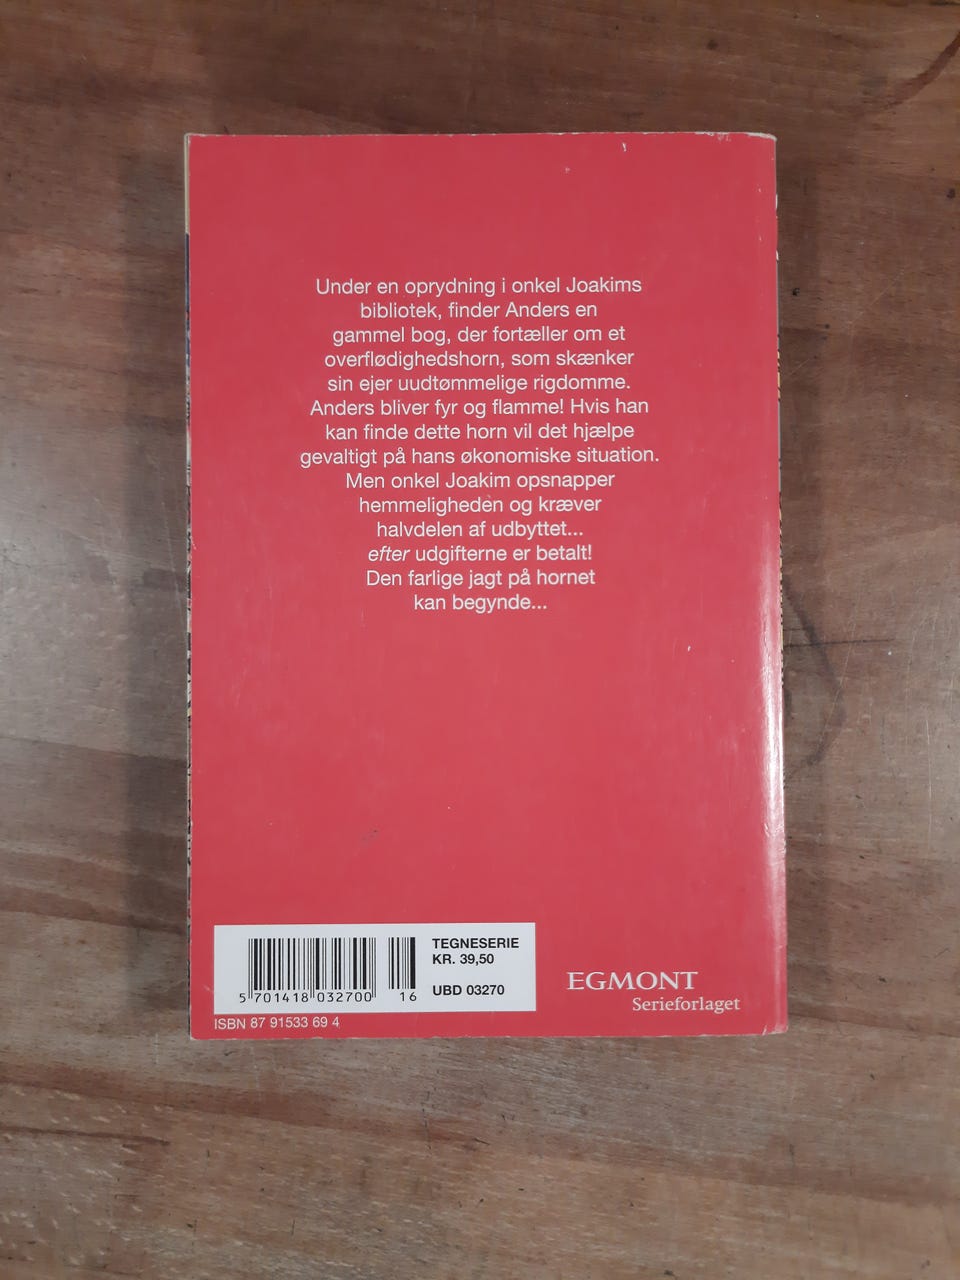 Under en oprydning i onkel Joakims
bibliotek, finder Anders en
gammel bog, der fortæller om et
overflødighedshorn, som skænker
sin ejer uudtømmelige rigdomme.
Anders bliver fyr og flamme! Hvis han
kan finde dette horn vil det hjælpe
gevaltigt på hans økonomiske situation.
Men onkel Joakim opsnapper
hemmeligheden og kræver
halvdelen af udbyttet...
efter udgifterne er betalt!
Den farlige jagt på hornet
kan begynde...
TEGNESERIE
KR. 39,50
UBD 03270
5 701418 032700 16
ISBN 87 91533 69 4
EGMONT
Serieforlaget